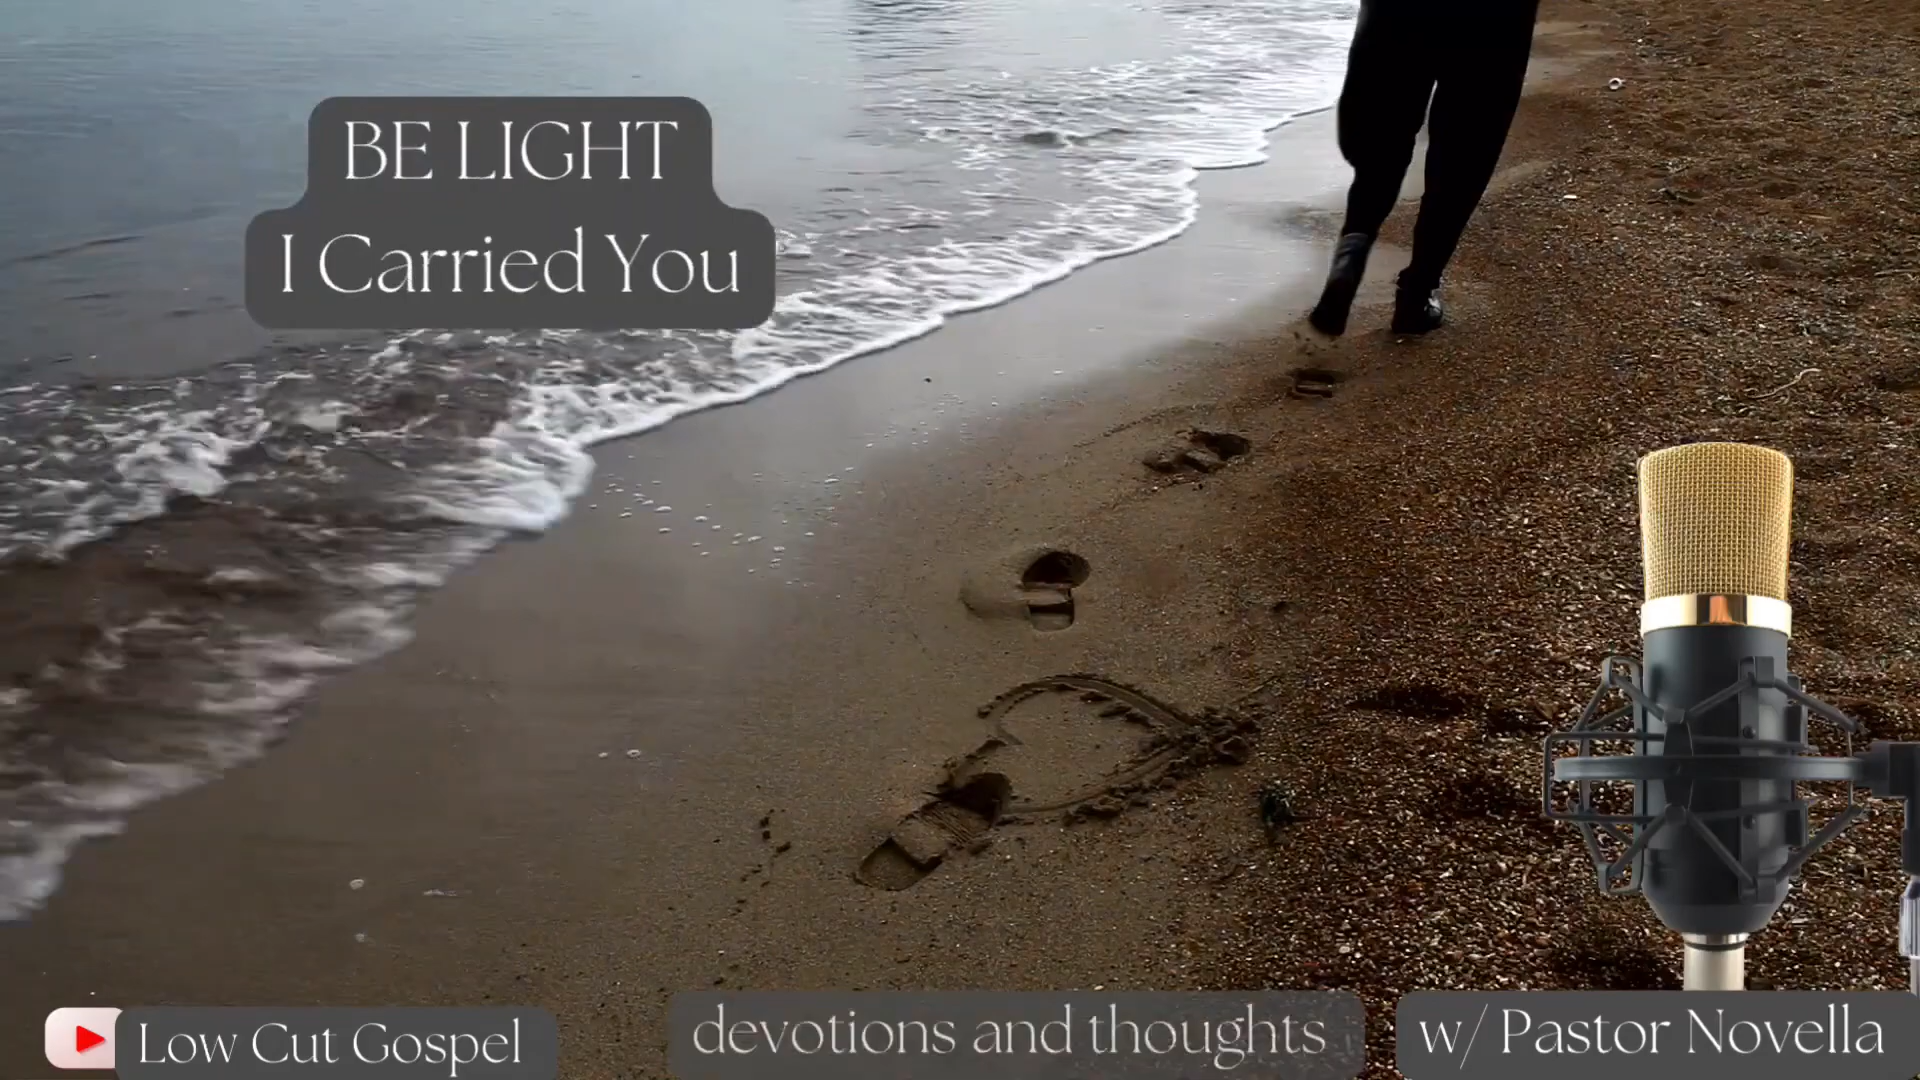 BE LIGHT
I Carried You
Low Cut Gospel
devotions and thoughts
w/ Pastor Novella